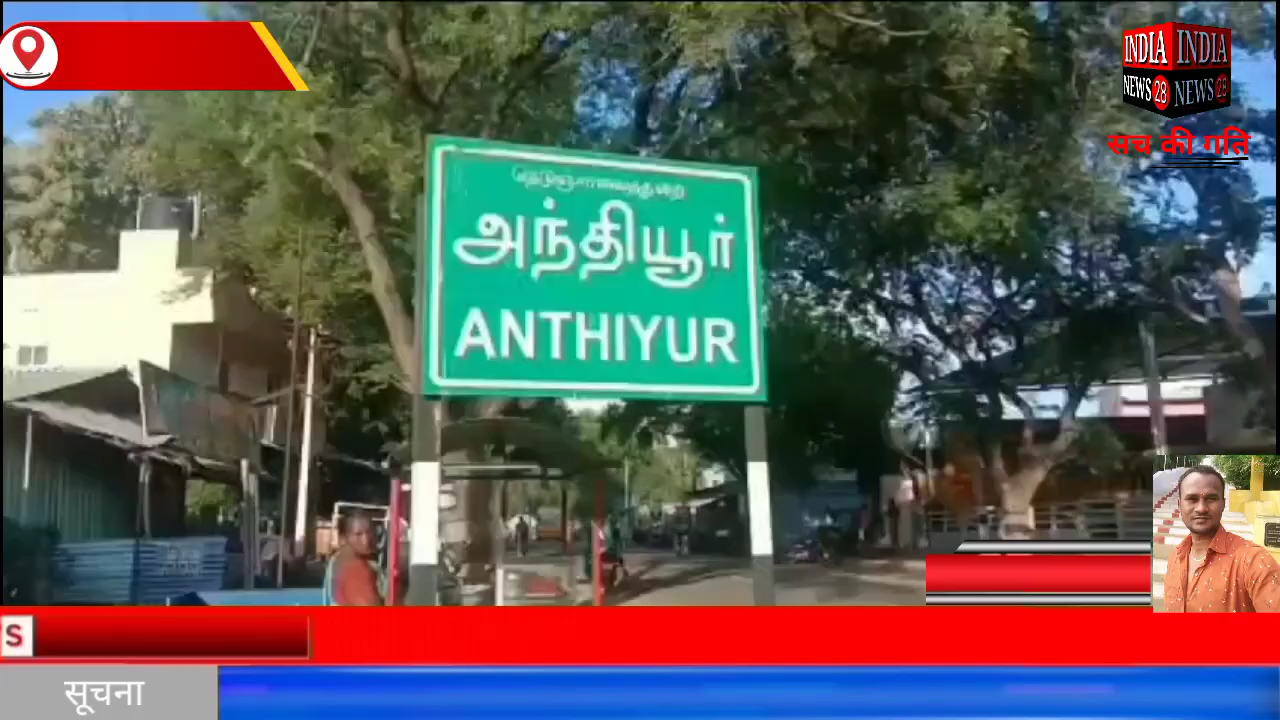 INDIA INDIA
NEWS 28 NEWS 28
सच की गति
நெடுஞ்சாலைத்துறை
அந்தியூர்
ANTHIYUR
S
सूचना